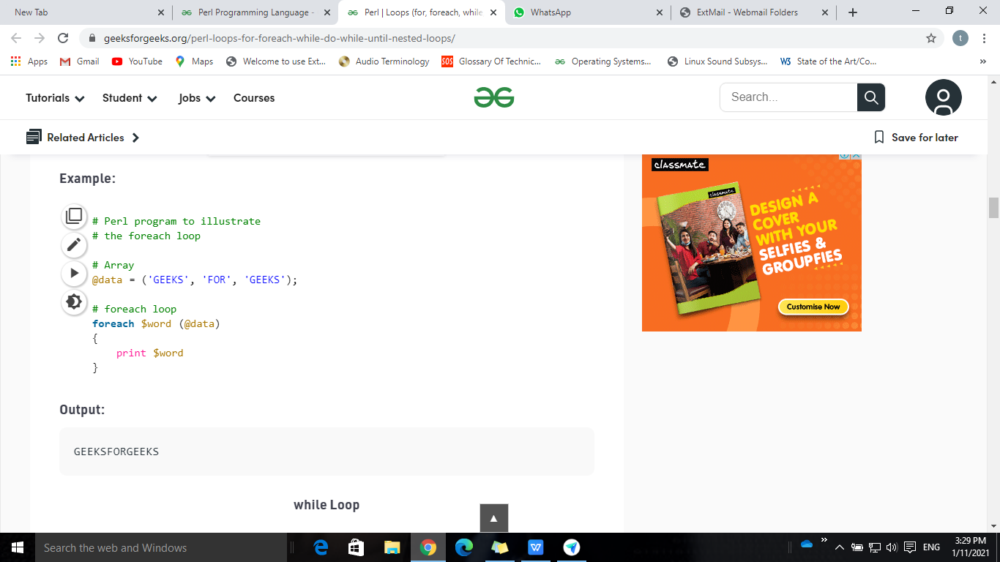 New Tab
Perl Programming Language -
Perl | Loops (for, foreach, while
WhatsApp
ExtMail - Webmail Folders
geeksforgeeks.org/perl-loops-for-foreach-while-do-while-until-nested-loops/
t
Apps
Gmail
YouTube
Maps
Welcome to use Ext...
Audio Terminology
SOS
Glossary Of Technic...
Operating Systems...
Linux Sound Subsys...
W3
State of the Art/Co...
»
Tutorials
Student
Jobs
Courses
Search...
Related Articles
Save for later
Example:
# Perl program to illustrate
# the foreach loop
# Array
@data = ('GEEKS', 'FOR', 'GEEKS');
# foreach loop
foreach $word (@data)
{
print $word
}
Output:
GEEKSFORGEEKS
while Loop
classmate
classmate
DESIGN A
COVER
WITH YOUR
SELFIES &
GROUPFIES
Customise Now
Search the web and Windows
W
»
ENG
3:29 PM
1/11/2021